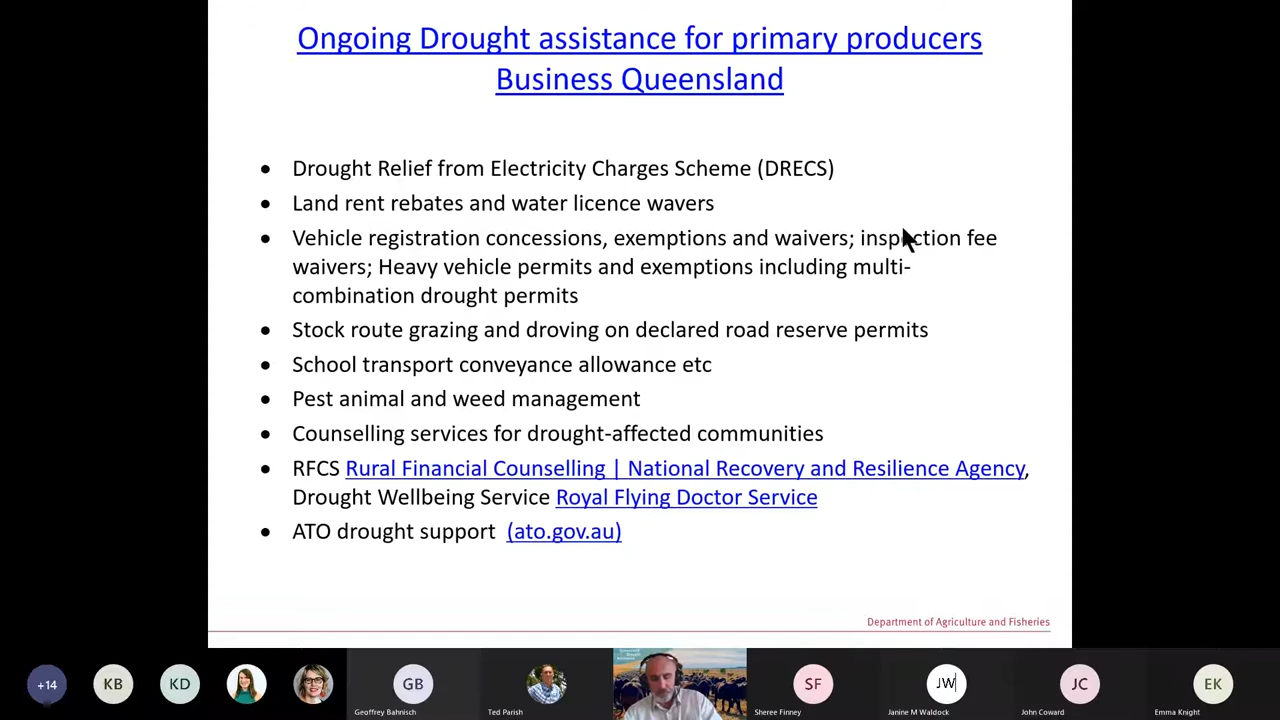 Ongoing Drought assistance for primary producers
Business Queensland
• Drought Relief from Electricity Charges Scheme (DRECS)
• Land rent rebates and water licence wavers
• Vehicle registration concessions, exemptions and waivers; inspection fee
waivers; Heavy vehicle permits and exemptions including multi-
combination drought permits
• Stock route grazing and droving on declared road reserve permits
• School transport conveyance allowance etc
• Pest animal and weed management
• Counselling services for drought-affected communities
• RFCS Rural Financial Counselling | National Recovery and Resilience Agency,
Drought Wellbeing Service Royal Flying Doctor Service
• ATO drought support (ato.gov.au)
Department of Agriculture and Fisheries
+14
KB
KD
GB
SF
JW
JC
EK
Geoffrey Bahnisch
Ted Parish
Sheree Finney
Janine M Waldock
John Coward
Emma Knight